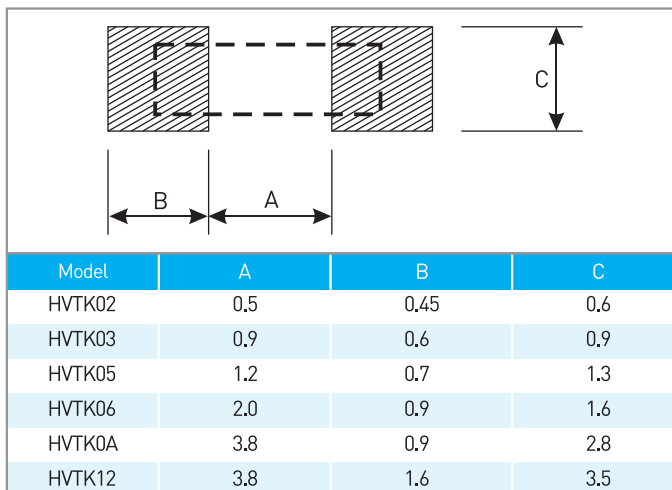 C
B A
Model A B C
HVTK02 0.5 0.45 0.6
HVTK03 0.9 0.6 0.9
HVTK05 1.2 0.7 1.3
HVTK06 2.0 0.9 1.6
HVTK0A 3.8 0.9 2.8
HVTK12 3.8 1.6 3.5